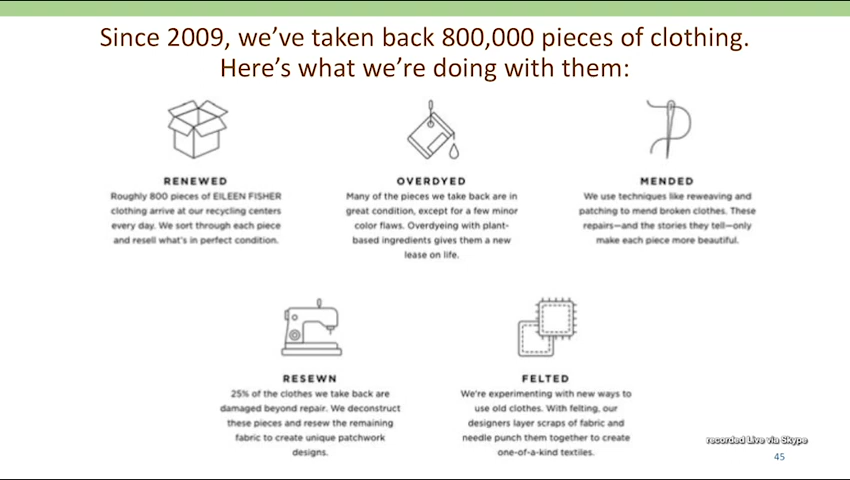 Since 2009, we've taken back 800,000 pieces of clothing.
Here's what we're doing with them:
RENEWED
Roughly 800 pieces of EILEEN FISHER
clothing arrive at our recycling centers
every day. We sort through each piece
and resell what's in perfect condition.
OVERDYED
Many of the pieces we take back are in
great condition, except for a few minor
color flaws. Overdyeing with plant-
based ingredients gives them a new
lease on life.
MENDED
We use techniques like reweaving and
patching to mend broken clothes. These
repairs—and the stories they tell—only
make each piece more beautiful.
RESEWN
25% of the clothes we take back are
damaged beyond repair. We deconstruct
these pieces and resew the remaining
fabric to create unique patchwork
designs.
FELTED
We're experimenting with new ways to
use old clothes. With felting, our
designers layer scraps of fabric and
needle punch them together to create
one-of-a-kind textiles.
recorded Live via Skype
45